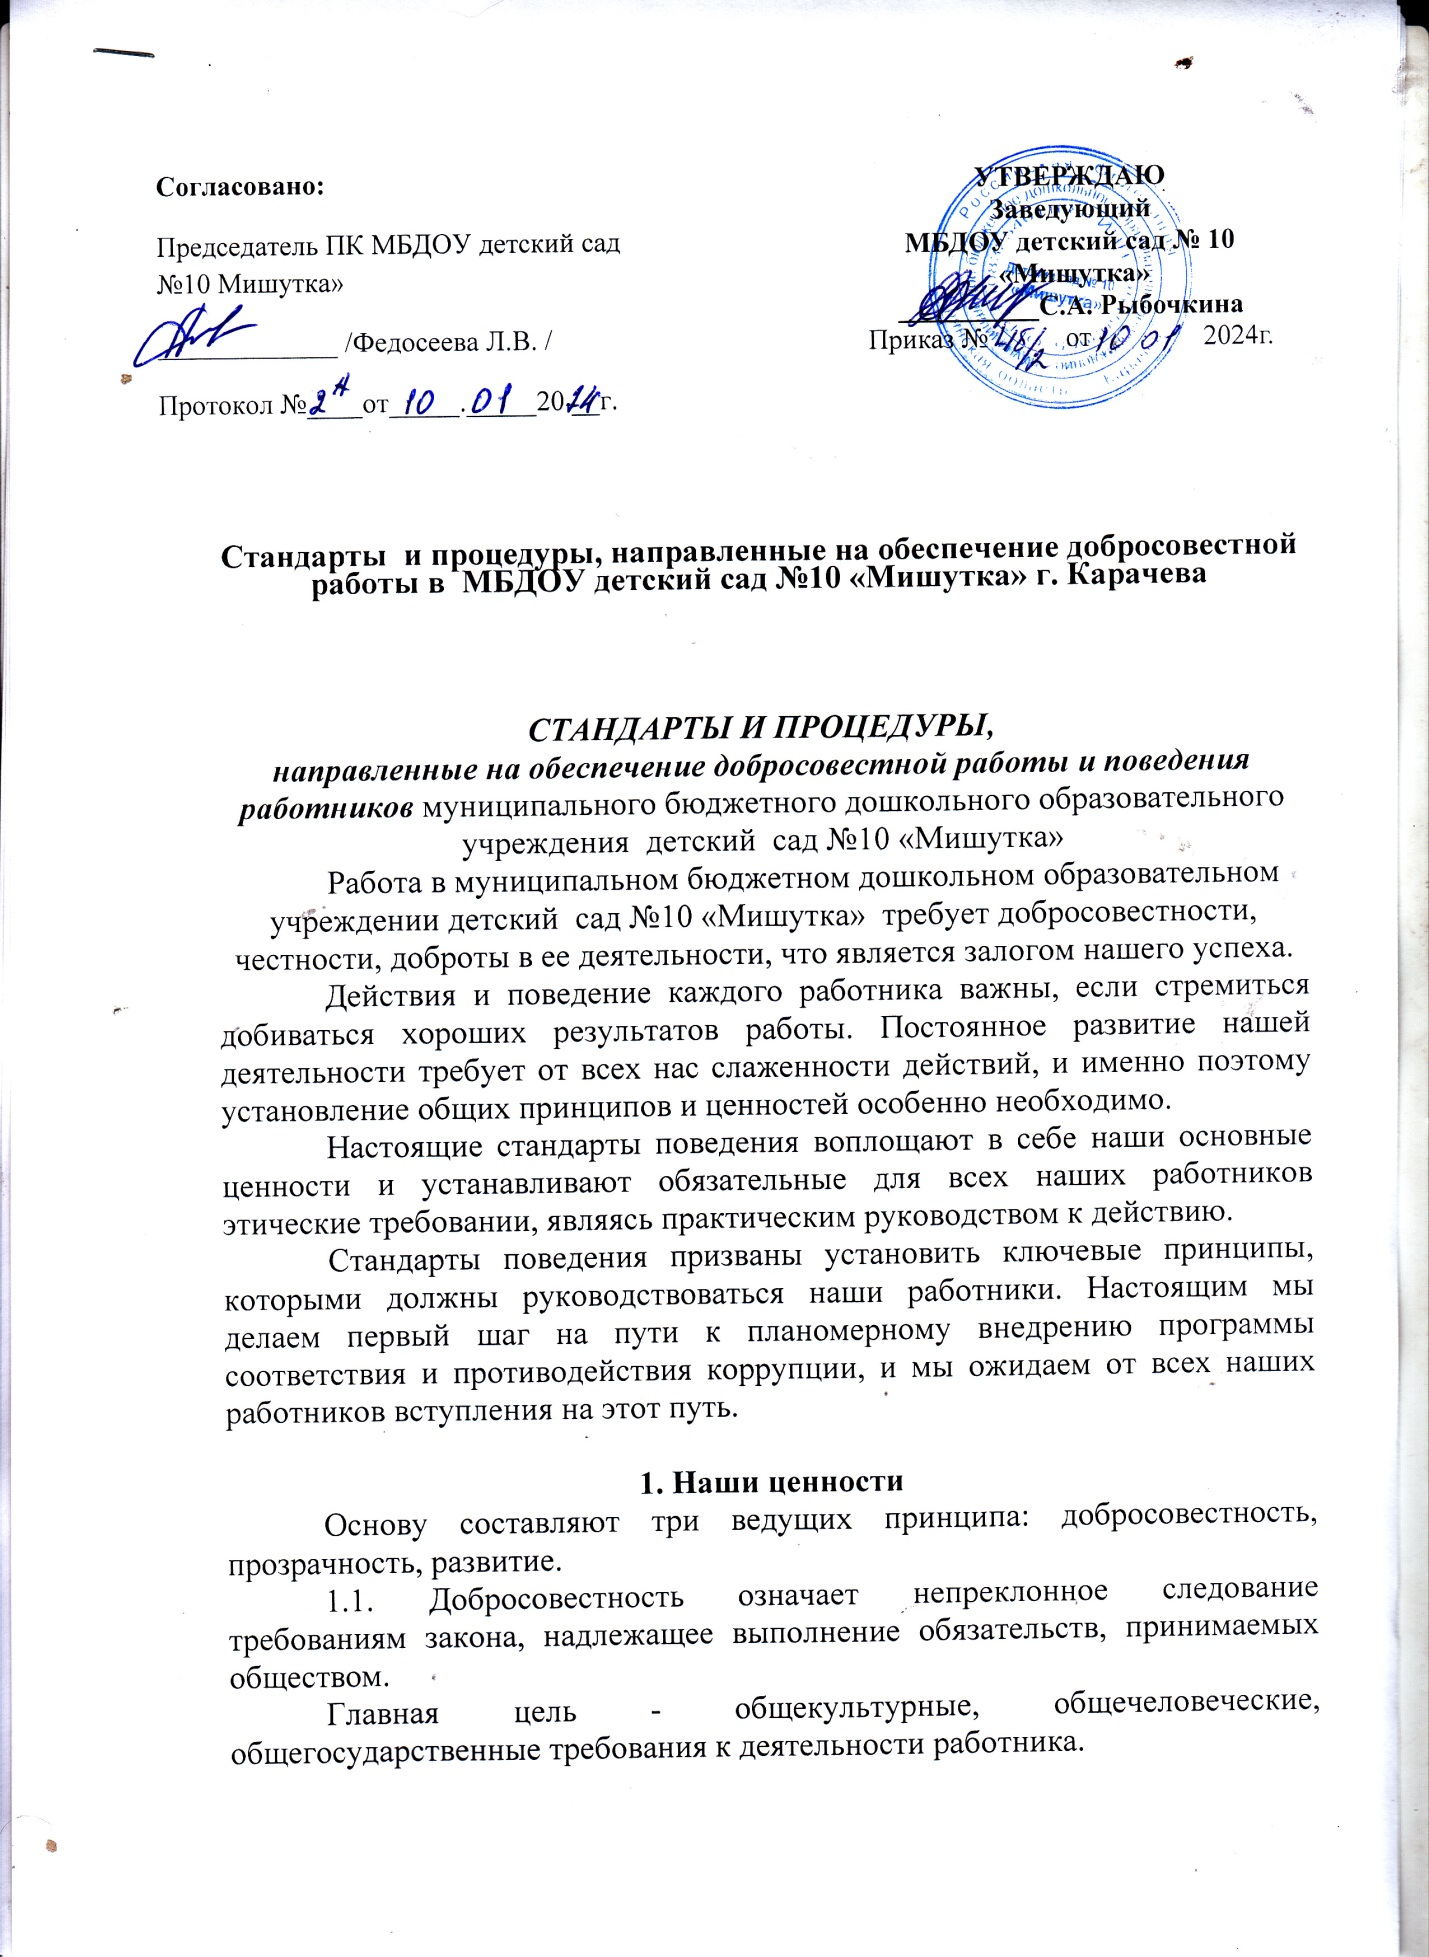 Согласовано:
Председатель ПК МБДОУ детский сад
№10 Мишутка»
/Федосеева Л.В. /
Протокол № 2 от 10.01 2024г.
УТВЕРЖДАЮ
Заведующий
МБДОУ детский сад № 10
«Мишутка»
С.А. Рыбочкина
Приказ № от 10 01 2024г.
Стандарты и процедуры, направленные на обеспечение добросовестной
работы в МБДОУ детский сад №10 «Мишутка» г. Карачева
СТАНДАРТЫ И ПРОЦЕДУРЫ,
направленные на обеспечение добросовестной работы и поведения
работников муниципального бюджетного дошкольного образовательного
учреждения детский сад №10 «Мишутка»
Работа в муниципальном бюджетном дошкольном образовательном
учреждении детский сад №10 «Мишутка» требует добросовестности,
честности, доброты в ее деятельности, что является залогом нашего успеха.
Действия и поведение каждого работника важны, если стремиться
добиваться хороших результатов работы. Постоянное развитие нашей
деятельности требует от всех нас слаженности действий, и именно поэтому
установление общих принципов и ценностей особенно необходимо.
Настоящие стандарты поведения воплощают в себе наши основные
ценности и устанавливают обязательные для всех наших работников
этические требовании, являясь практическим руководством к действию.
Стандарты поведения призваны установить ключевые принципы,
которыми должны руководствоваться наши работники. Настоящим мы
делаем первый шаг на пути к планомерному внедрению программы
соответствия и противодействия коррупции, и мы ожидаем от всех наших
работников вступления на этот путь.
1. Наши ценности
Основу составляют три ведущих принципа: добросовестность,
прозрачность, развитие.
1.1. Добросовестность означает непреклонное следование
требованиям закона, надлежащее выполнение обязательств, принимаемых
обществом.
Главная цель - общекультурные, общечеловеческие,
общегосударственные требования к деятельности работника.